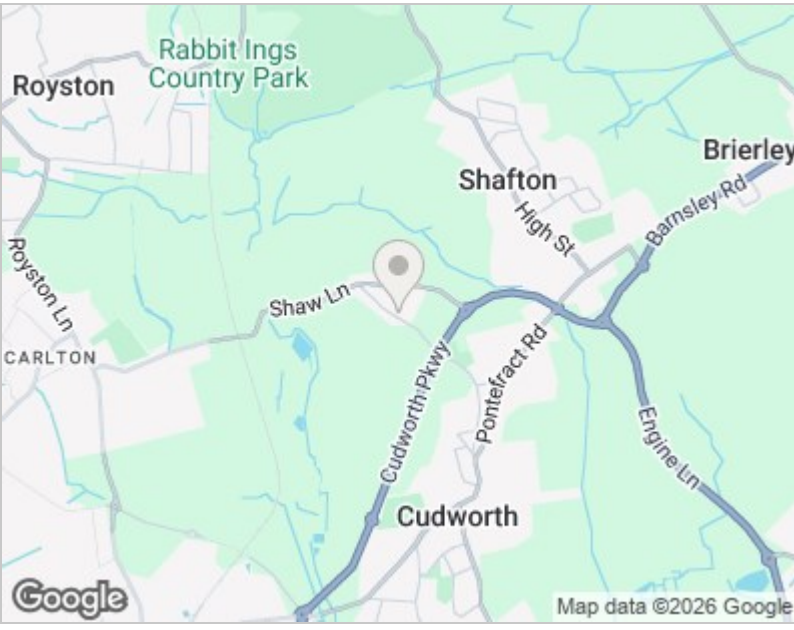 Rabbit Ings
Country Park
Royston
Brierley
Shafton
Barnsley Rd
High St
Royston Ln
Shaw Ln
CARLTON
Pontefract Rd
Cudworth Pkwy
Engine Ln
Cudworth
Google
Map data ©2026 Google